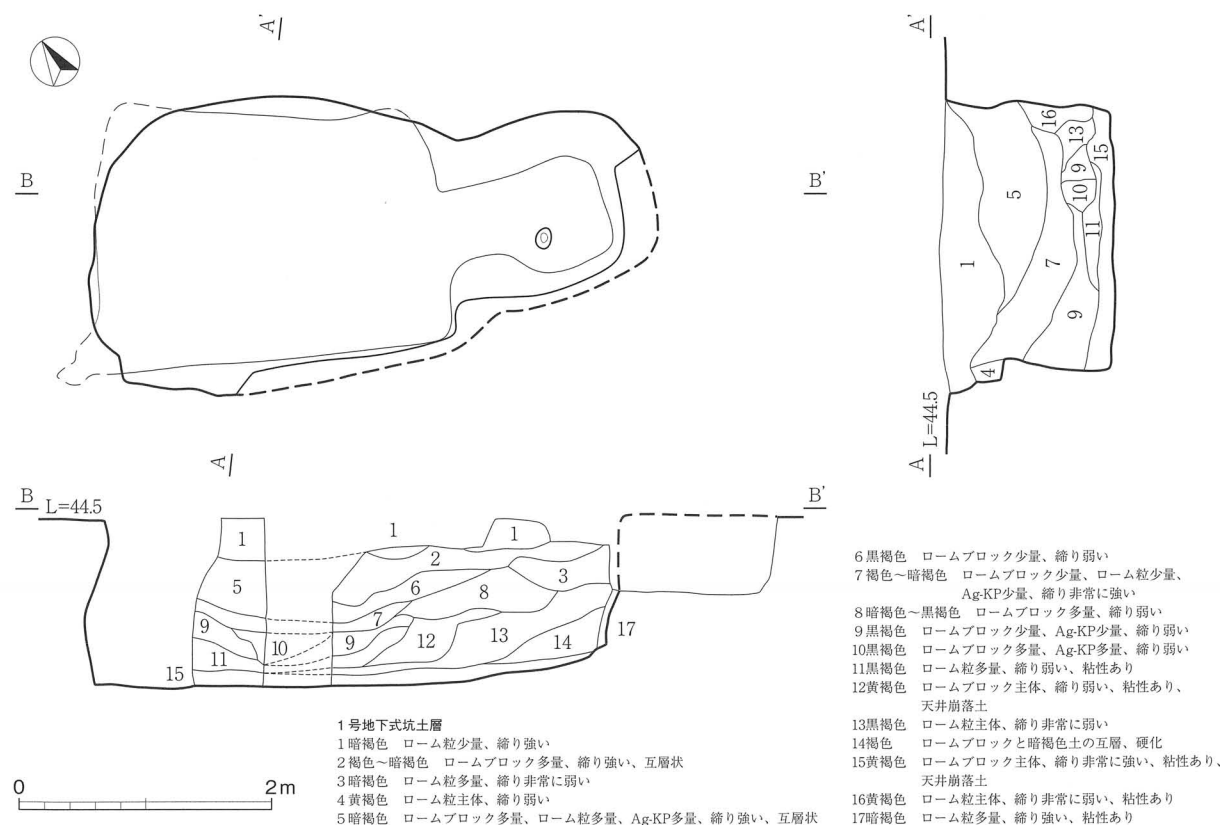 A'
A'
B
B'
16
13
15
9
10
5
11
1
7
9
4
A
A L=44.5
B L=44.5
B'
1
1
1
2
3
5
6
8
7
9
9
10
12
13
14
17
11
15
0
2m
1号地下式坑土層
1暗褐色 ローム粒少量、締り強い
2褐色～暗褐色 ロームブロック多量、締り強い、互層状
3暗褐色 ローム粒多量、締り非常に弱い
4黄褐色 ローム粒主体、締り弱い
5暗褐色 ロームブロック多量、ローム粒多量、Ag-KP多量、締り強い、互層状
6黒褐色 ロームブロック少量、締り弱い
7褐色～暗褐色 ロームブロック少量、ローム粒少量、
Ag-KP少量、締り非常に強い
8暗褐色～黒褐色 ロームブロック多量、締り弱い
9黒褐色 ロームブロック少量、Ag-KP少量、締り弱い
10黒褐色 ロームブロック多量、Ag-KP多量、締り弱い
11黒褐色 ローム粒多量、締り弱い、粘性あり
12黄褐色 ロームブロック主体、締り弱い、粘性あり、
天井崩落土
13黒褐色 ローム粒主体、締り非常に弱い
14褐色 ロームブロックと暗褐色土の互層、硬化
15黄褐色 ロームブロック主体、締り非常に強い、粘性あり、
天井崩落土
16黄褐色 ローム粒主体、締り非常に弱い、粘性あり
17暗褐色 ローム粒多量、締り強い、粘性あり